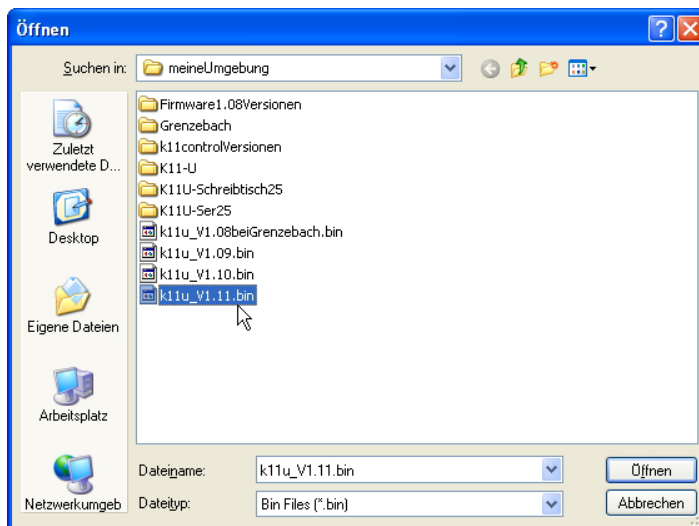 Öffnen
Suchen in: meineUmgebung
Zuletzt
verwendete D...
Desktop
Eigene Dateien
Arbeitsplatz
Netzwerkumgeb
Firmware1.08Versionen
Grenzebach
k11controlVersionen
K11-U
K11U-Schreibtisch25
K11U-Ser25
k11u_V1.08beiGrenzebach.bin
k11u_V1.09.bin
k11u_V1.10.bin
k11u_V1.11.bin
Dateiname: k11u_V1.11.bin Öffnen
Dateityp: Bin Files (*.bin) Abbrechen